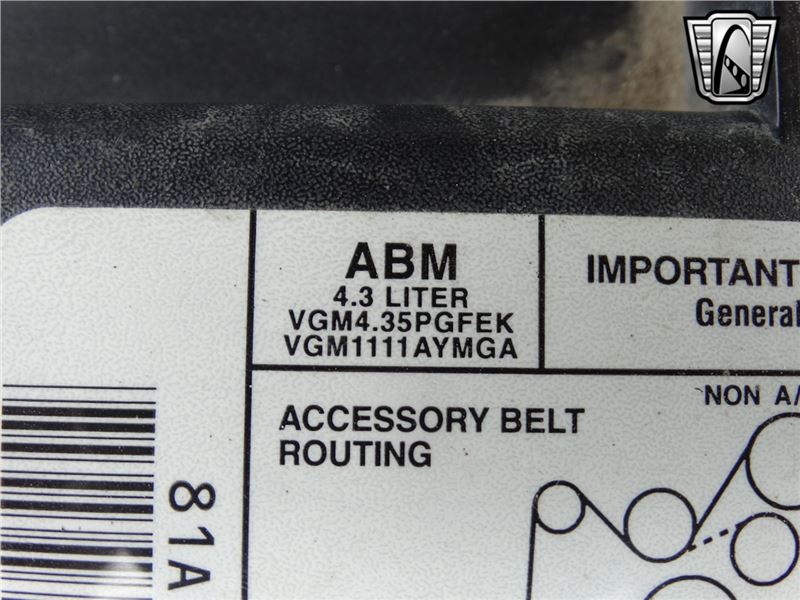 ABM
4.3 LITER
VGM4.35PGFEK
VGM1111AYMGA
IMPORTANT
General
ACCESSORY BELT
ROUTING
NON A/
81A